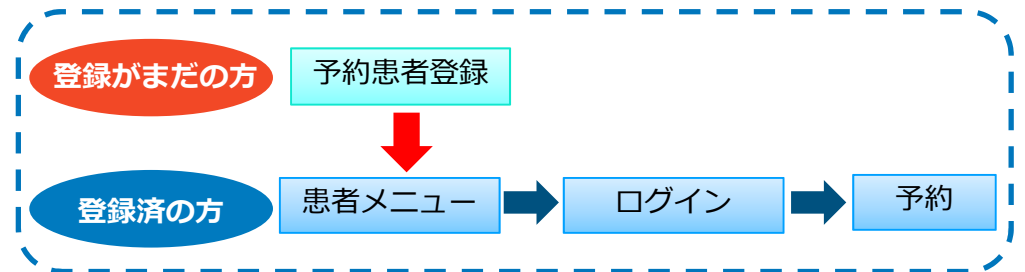 登録がまだの方
予約患者登録
登録済の方
患者メニュー
ログイン
予約